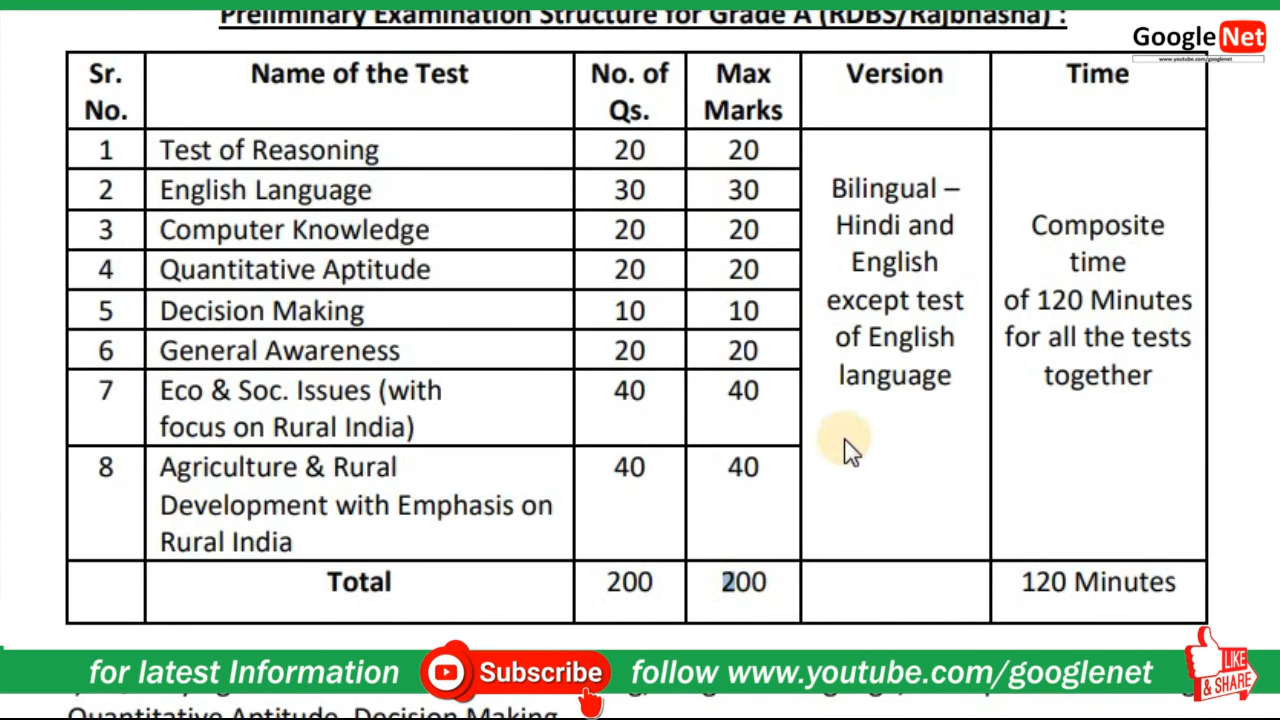 Preliminary Examination Structure for Grade A (RDBS/Rajbhasha) :
Google Net
www.youtube.com/googlenet
Sr. No. Name of the Test No. of Qs. Max Marks Version Time
1 Test of Reasoning 20 20
2 English Language 30 30
3 Computer Knowledge 20 20
4 Quantitative Aptitude 20 20
5 Decision Making 10 10
6 General Awareness 20 20
7 Eco & Soc. Issues (with
focus on Rural India) 40 40
8 Agriculture & Rural
Development with Emphasis on
Rural India 40 40
Bilingual –
Hindi and
English
except test
of English
language
Composite
time
of 120 Minutes
for all the tests
together
Total 200 200 120 Minutes
for latest Information Subscribe follow www.youtube.com/googlenet
LIKE
& SHARE
Quantitative Aptitude, Decision Making